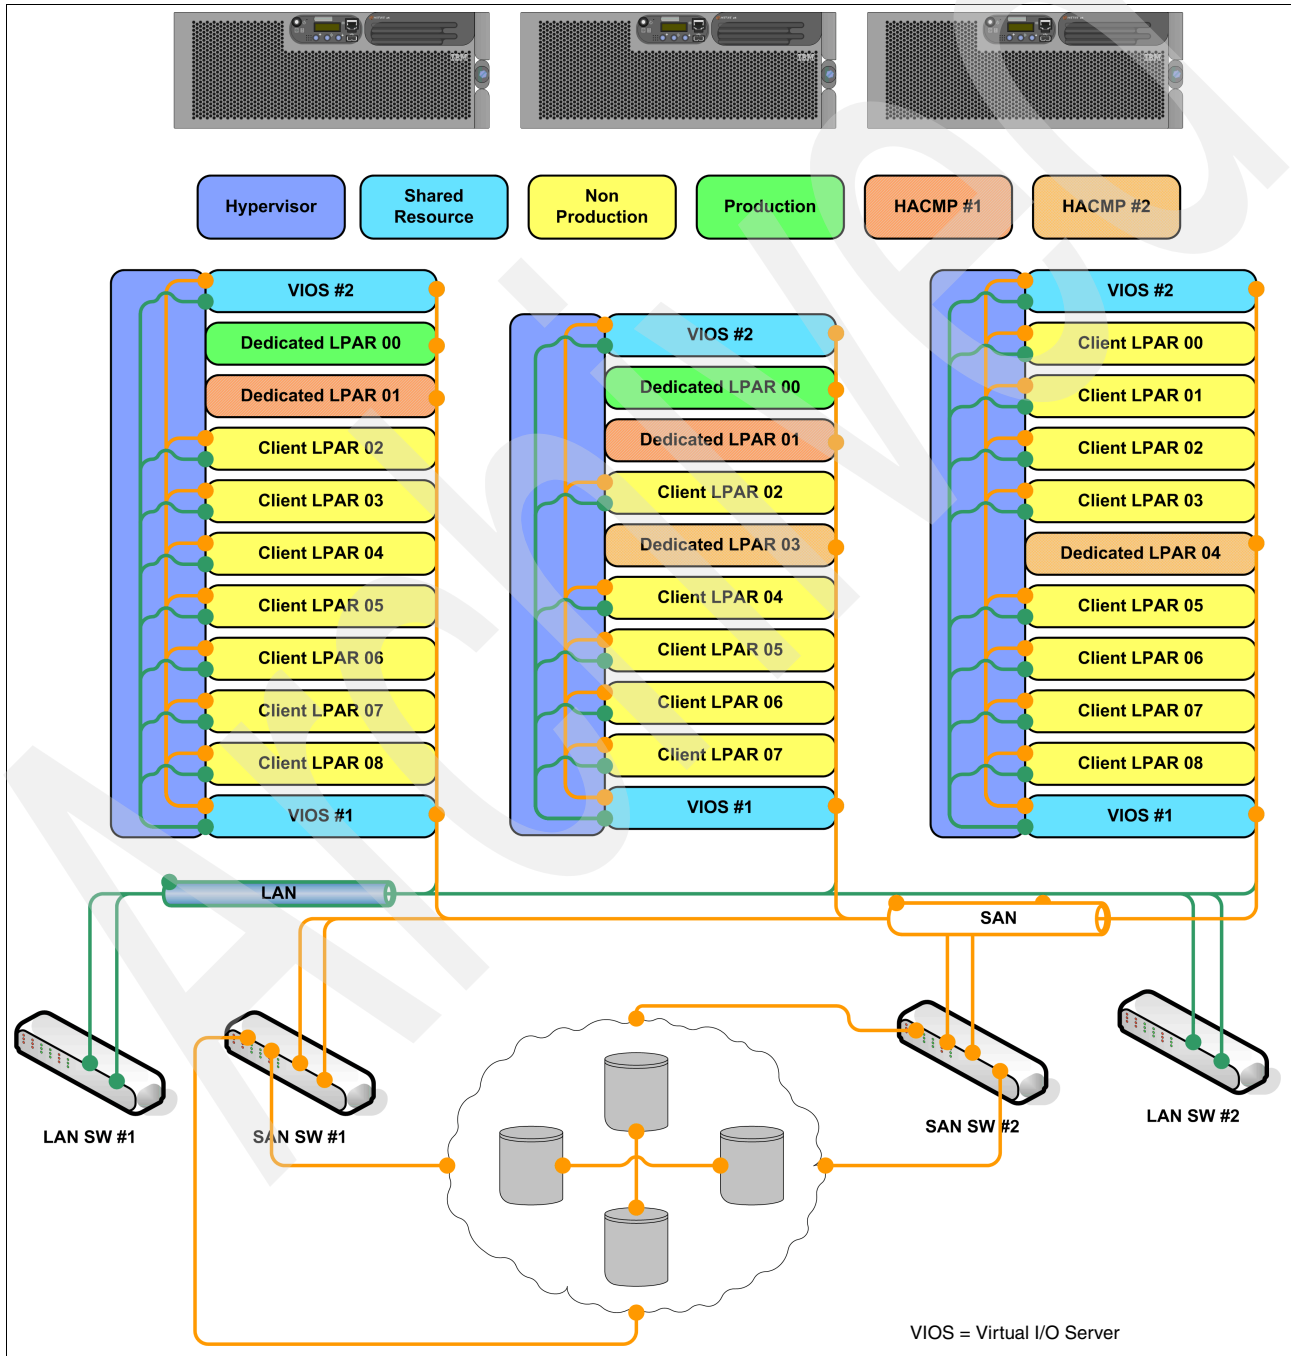 IBM
IBM
IBM
Hypervisor
Shared
Resource
Non
Production
Production
HACMP #1
HACMP #2
VIOS #2
Dedicated LPAR 00
Dedicated LPAR 01
Client LPAR 02
Client LPAR 03
Client LPAR 04
Client LPAR 05
Client LPAR 06
Client LPAR 07
Client LPAR 08
VIOS #1
VIOS #2
Dedicated LPAR 00
Dedicated LPAR 01
Client LPAR 02
Dedicated LPAR 03
Client LPAR 04
Client LPAR 05
Client LPAR 06
Client LPAR 07
VIOS #1
VIOS #2
Client LPAR 00
Client LPAR 01
Client LPAR 02
Client LPAR 03
Dedicated LPAR 04
Client LPAR 05
Client LPAR 06
Client LPAR 07
Client LPAR 08
VIOS #1
LAN
SAN
LAN SW #1
SAN SW #1
SAN SW #2
LAN SW #2
VIOS = Virtual I/O Server
Archived